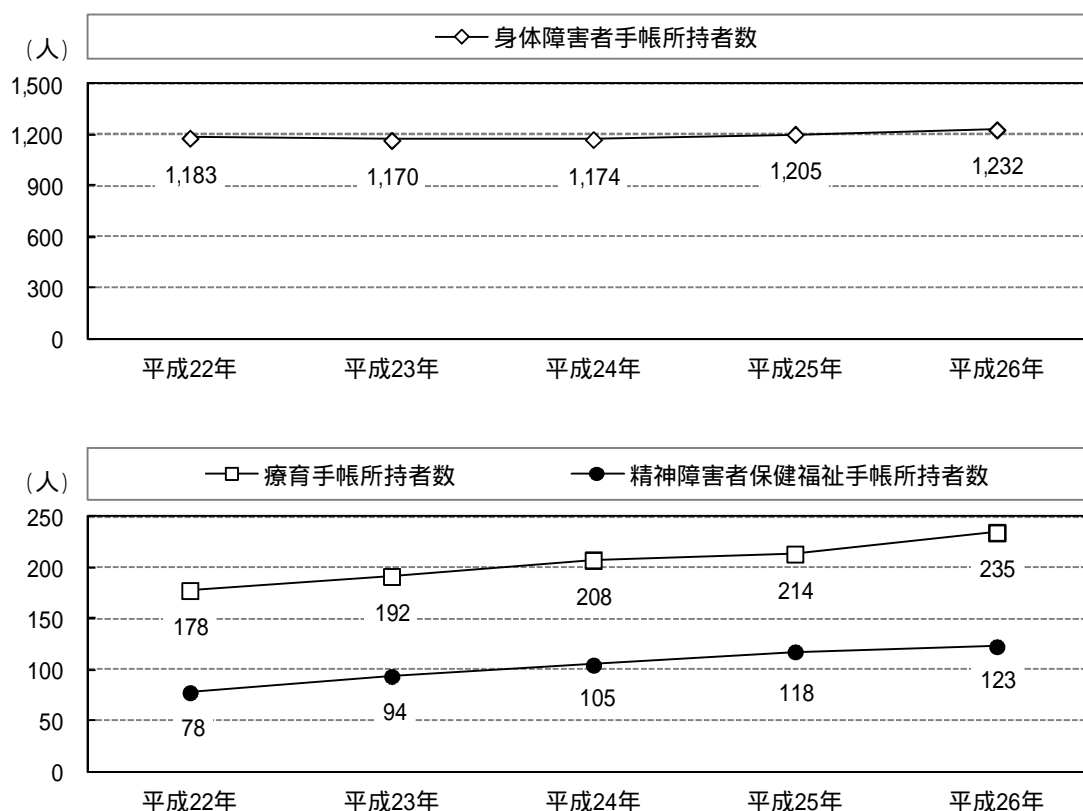 (人)
身体障害者手帳所持者数
1,500
1,200
900
600
300
0
1,183 1,170 1,174 1,205 1,232
平成22年 平成23年 平成24年 平成25年 平成26年
(人)
療育手帳所持者数 精神障害者保健福祉手帳所持者数
250
200
150
100
50
0
178 192 208 214 235
78 94 105 118 123
平成22年 平成23年 平成24年 平成25年 平成26年